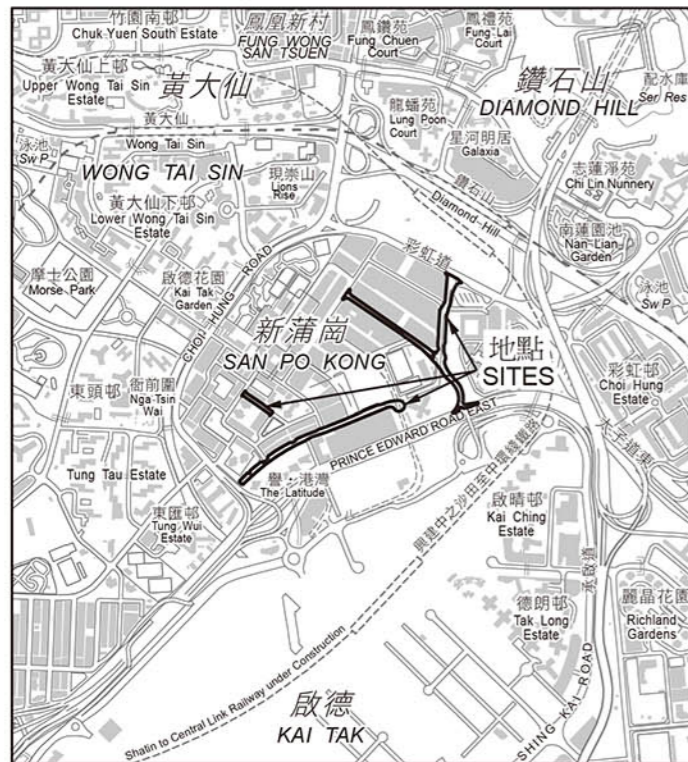 竹園南邨
Chuk Yuen South Estate
鳳凰新村
FUNG WONG
SAN TSUEN
鳳鑽苑
Fung Chuen
Court
鳳禮苑
Fung Lai
Court
黃大仙上邨
Upper Wong Tai Sin
Estate
黃大仙
鑽石山
DIAMOND HILL
配水庫
Ser Res
龍蟠苑
Lung Poon
Court
黃大仙
Wong Tai Sin
泳池
Sw P
星河明居
Galaxia
WONG TAI SIN
現崇山
Lions
Rise
鑽石山
Diamond Hill
志蓮淨苑
Chi Lin Nunnery
黃大仙下邨
Lower Wong Tai Sin
Estate
南蓮園池
Nan Lian
Garden
彩虹道
摩士公園
Morse Park
啟德花園
Kai Tak
Garden
CHOI HUNG ROAD
泳池
Sw P
新蒲崗
SAN PO KONG
地點
SITES
彩虹邨
Choi Hung
Estate
東頭邨
衙前圍
Nga Tsin
Wai
PRINCE EDWARD ROAD EAST
太子道東
Tung Tau Estate
譽·港灣
The Latitude
東匯邨
Tung Wui
Estate
興建中之沙田至中環綫鐵路
啟晴邨
Kai Ching
Estate
承啟道
德朗邨
Tak Long
Estate
麗晶花園
Richland
Gardens
Shatin to Central Link Railway under Construction
啟德
KAI TAK
SHING KAI ROAD